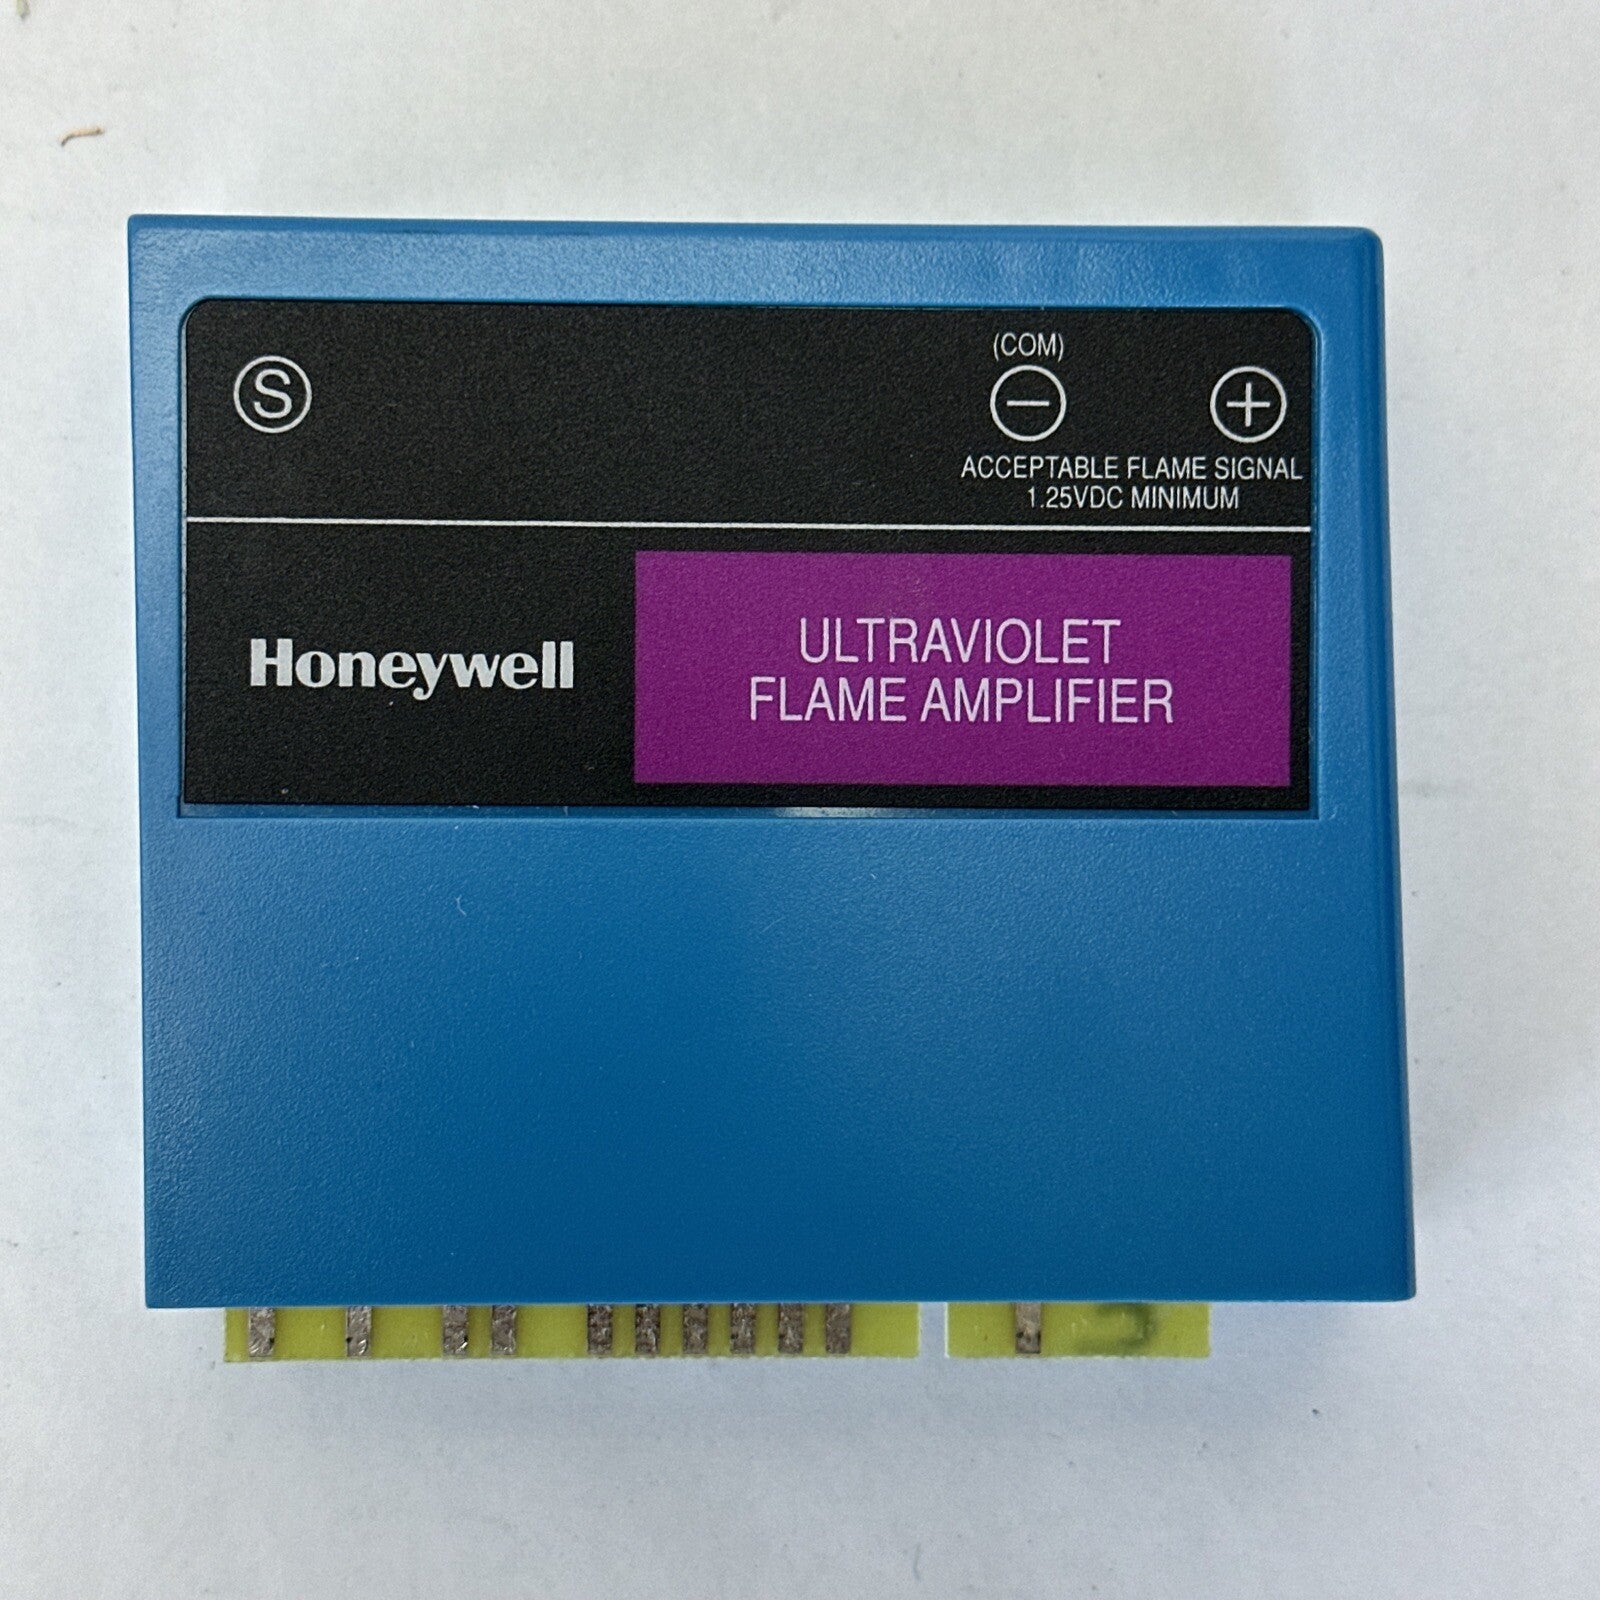 (COM)
S − +
ACCEPTABLE FLAME SIGNAL
1.25VDC MINIMUM
Honeywell
ULTRAVIOLET
FLAME AMPLIFIER